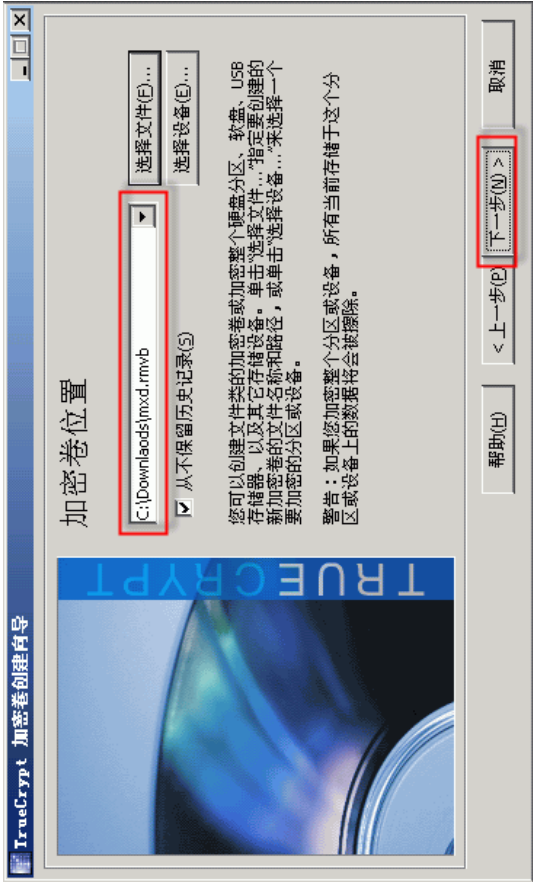 TrueCrypt 加密卷创建向导
TRUECRYPT
加密卷位置
C:\Downlaods\mxd.rmvb
选择文件(F)...
✓ 从不保留历史记录(S)
选择设备(E)...
您可以创建文件类的加密卷或加密整个硬盘分区、软盘、USB
存储器、以及其它存储设备。单击“选择文件...”指定要创建的
新加密卷的文件名称和路径，或单击“选择设备...”来选择一个
要加密的分区或设备。
警告：如果您加密整个分区或设备，所有当前存储于这个分
区或设备上的数据将会被擦除。
帮助(H)
< 上一步(P)
下一步(N) >
取消